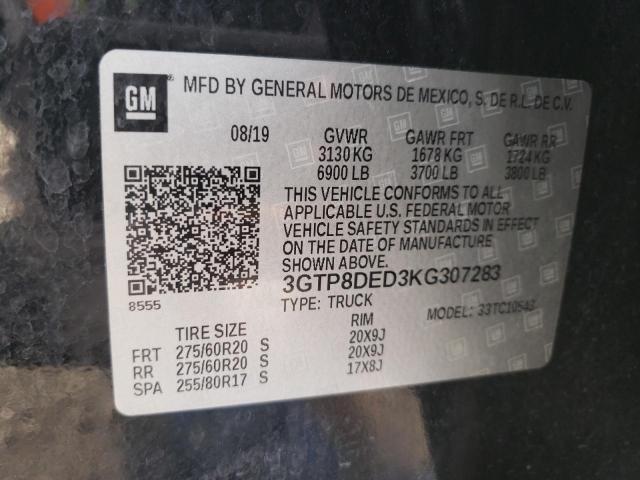 GM MFD BY GENERAL MOTORS DE MEXICO, S. DE R.L. DE C.V.
08/19 GVWR GAWR FRT GAWR RR
3130 KG 1678 KG 1724 KG
6900 LB 3700 LB 3800 LB
THIS VEHICLE CONFORMS TO ALL
APPLICABLE U.S. FEDERAL MOTOR
VEHICLE SAFETY STANDARDS IN EFFECT
ON THE DATE OF MANUFACTURE
SHOWN ABOVE.
3GTP8DED3KG307283
8555
TYPE: TRUCK MODEL: 33TC10543
TIRE SIZE RIM
FRT 275/60R20 S 20X9J
RR 275/60R20 S 20X9J
SPA 255/80R17 S 17X8J